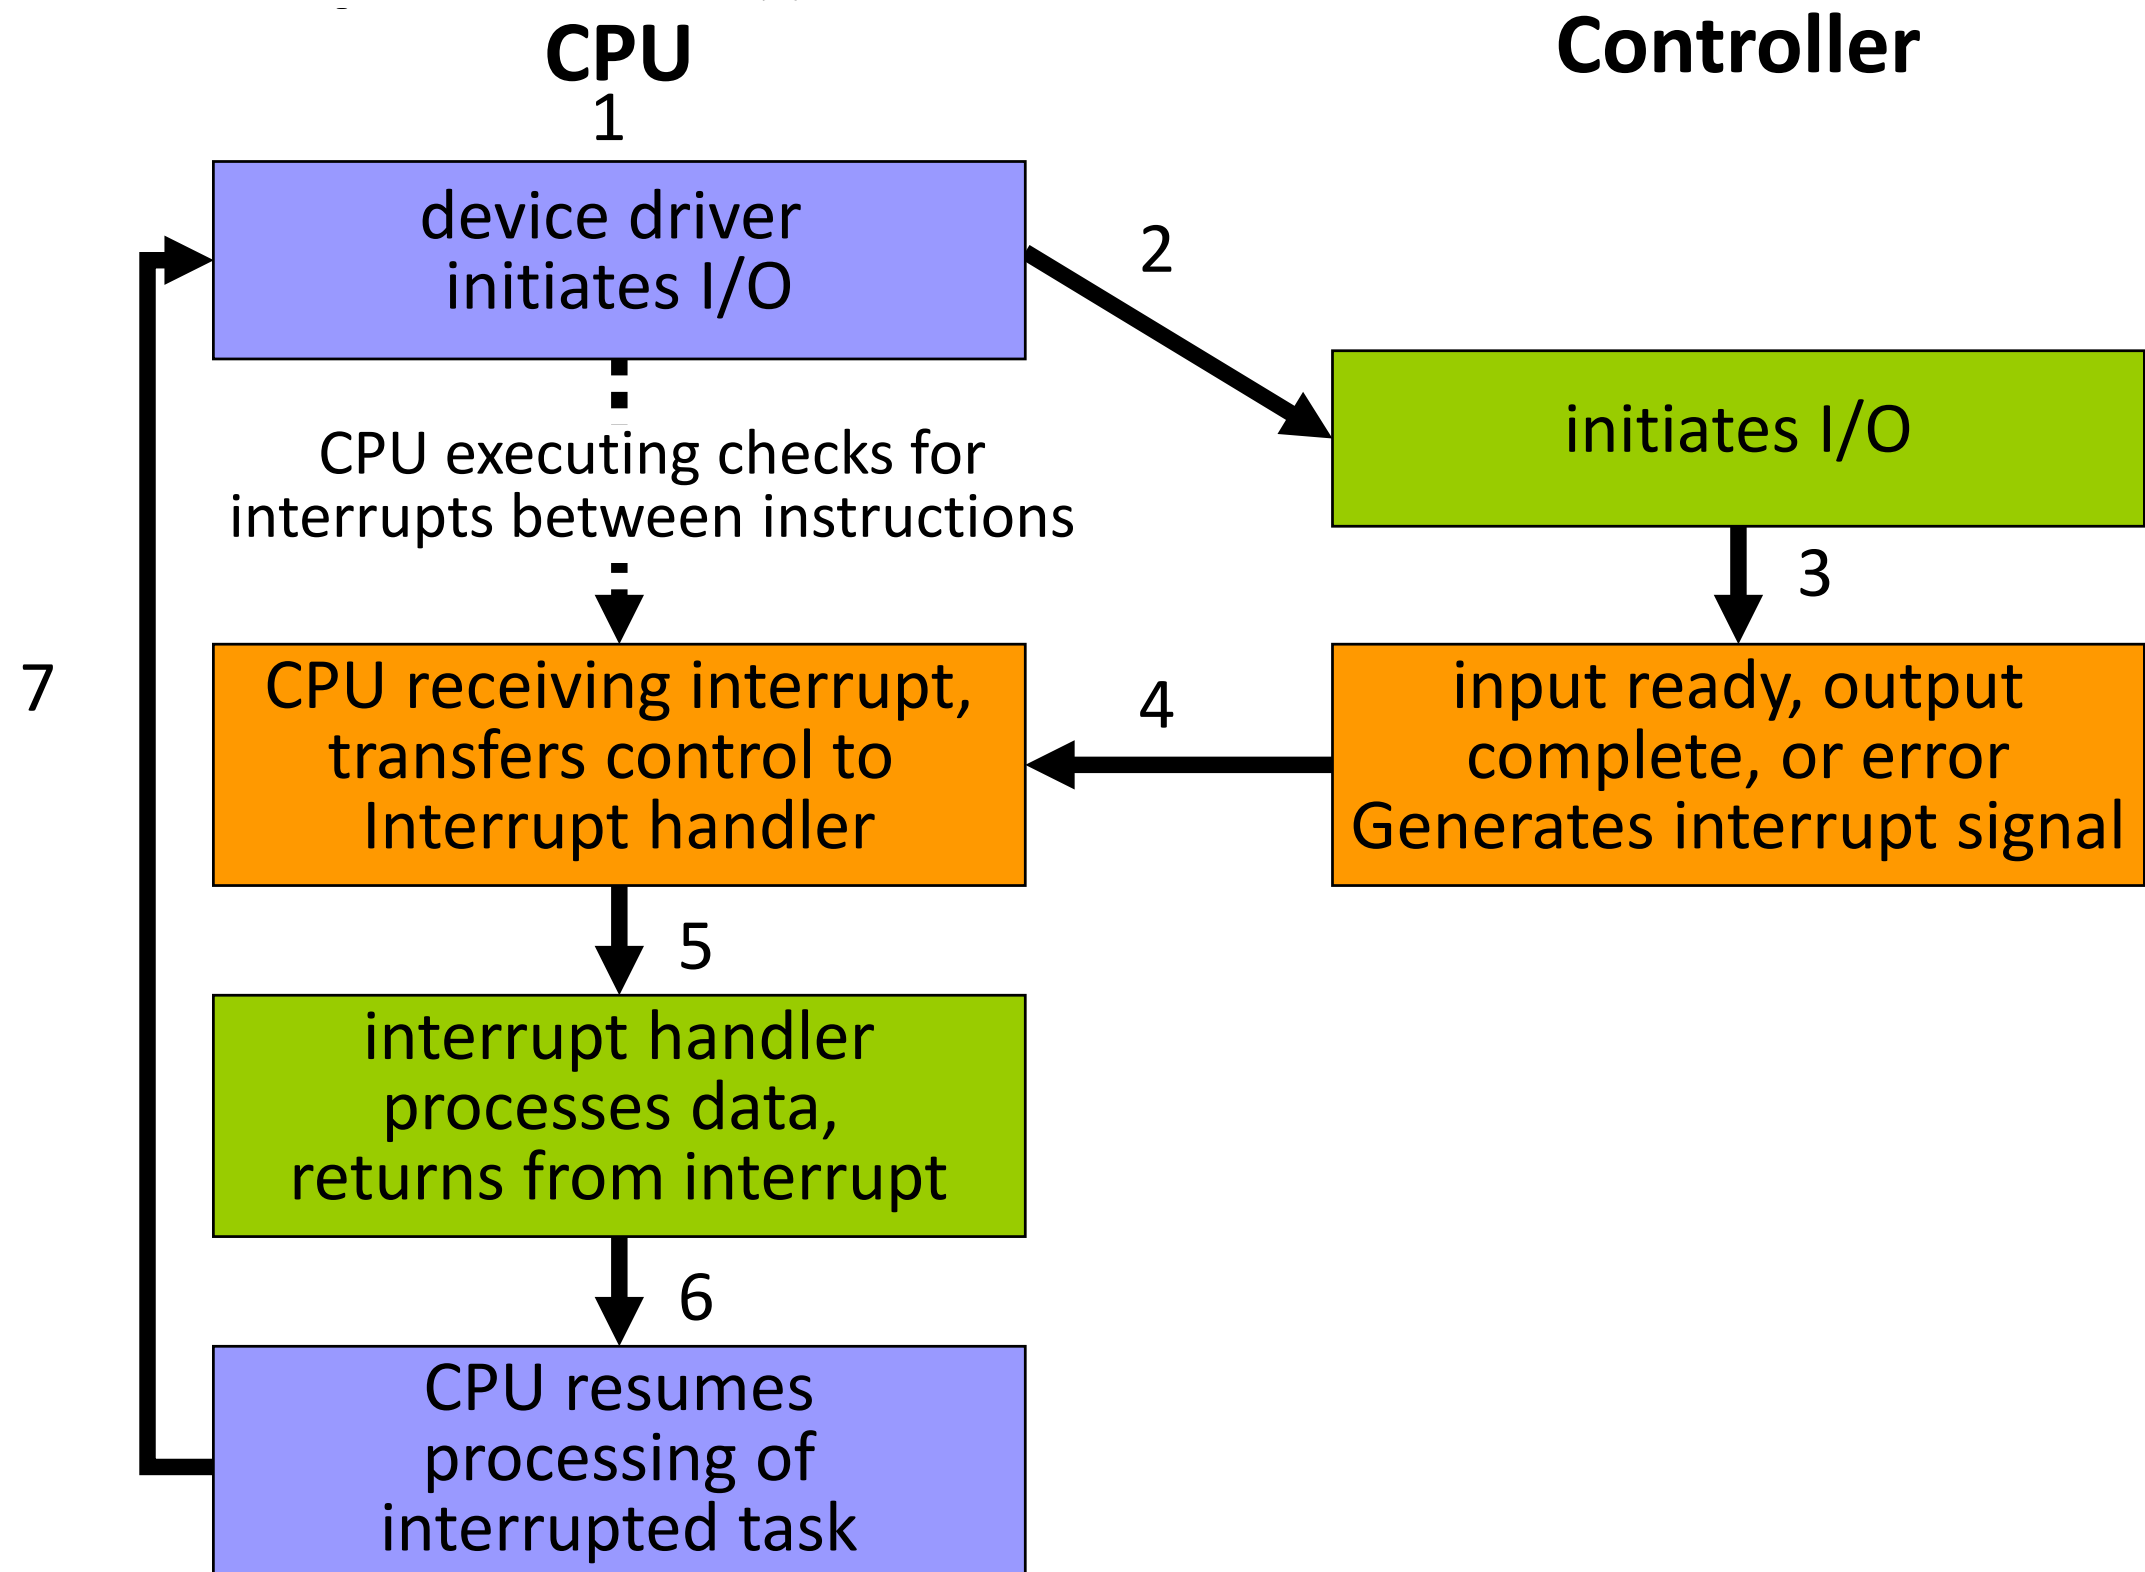 CPU
Controller
1
device driver
initiates I/O
2
initiates I/O
CPU executing checks for
interrupts between instructions
3
CPU receiving interrupt,
transfers control to
Interrupt handler
4
input ready, output
complete, or error
Generates interrupt signal
7
5
interrupt handler
processes data,
returns from interrupt
6
CPU resumes
processing of
interrupted task